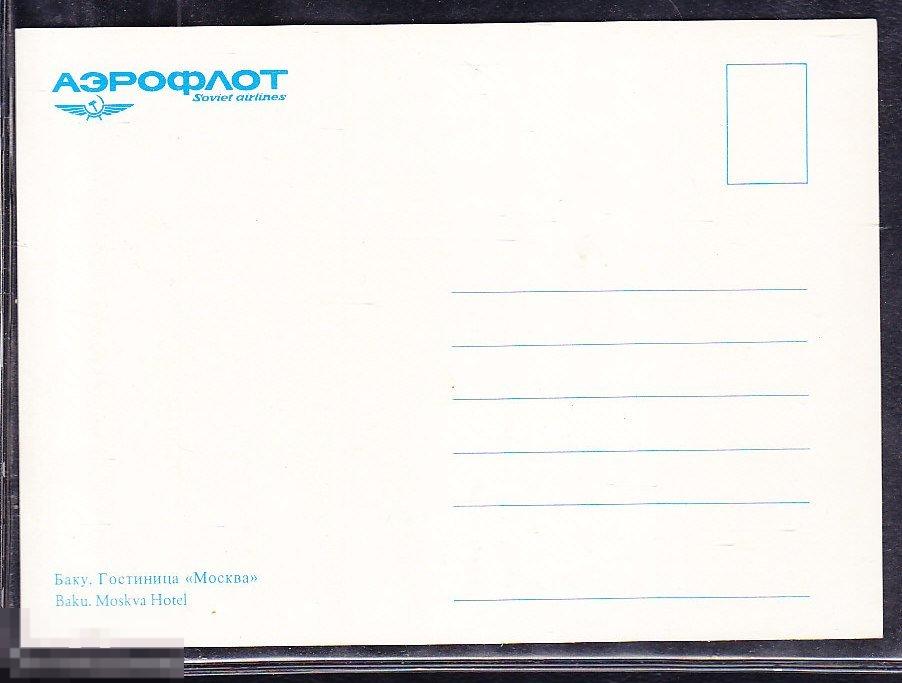 АЭРОФЛОТ
Soviet airlines
Баку. Гостиница «Москва»
Baku. Moskva Hotel